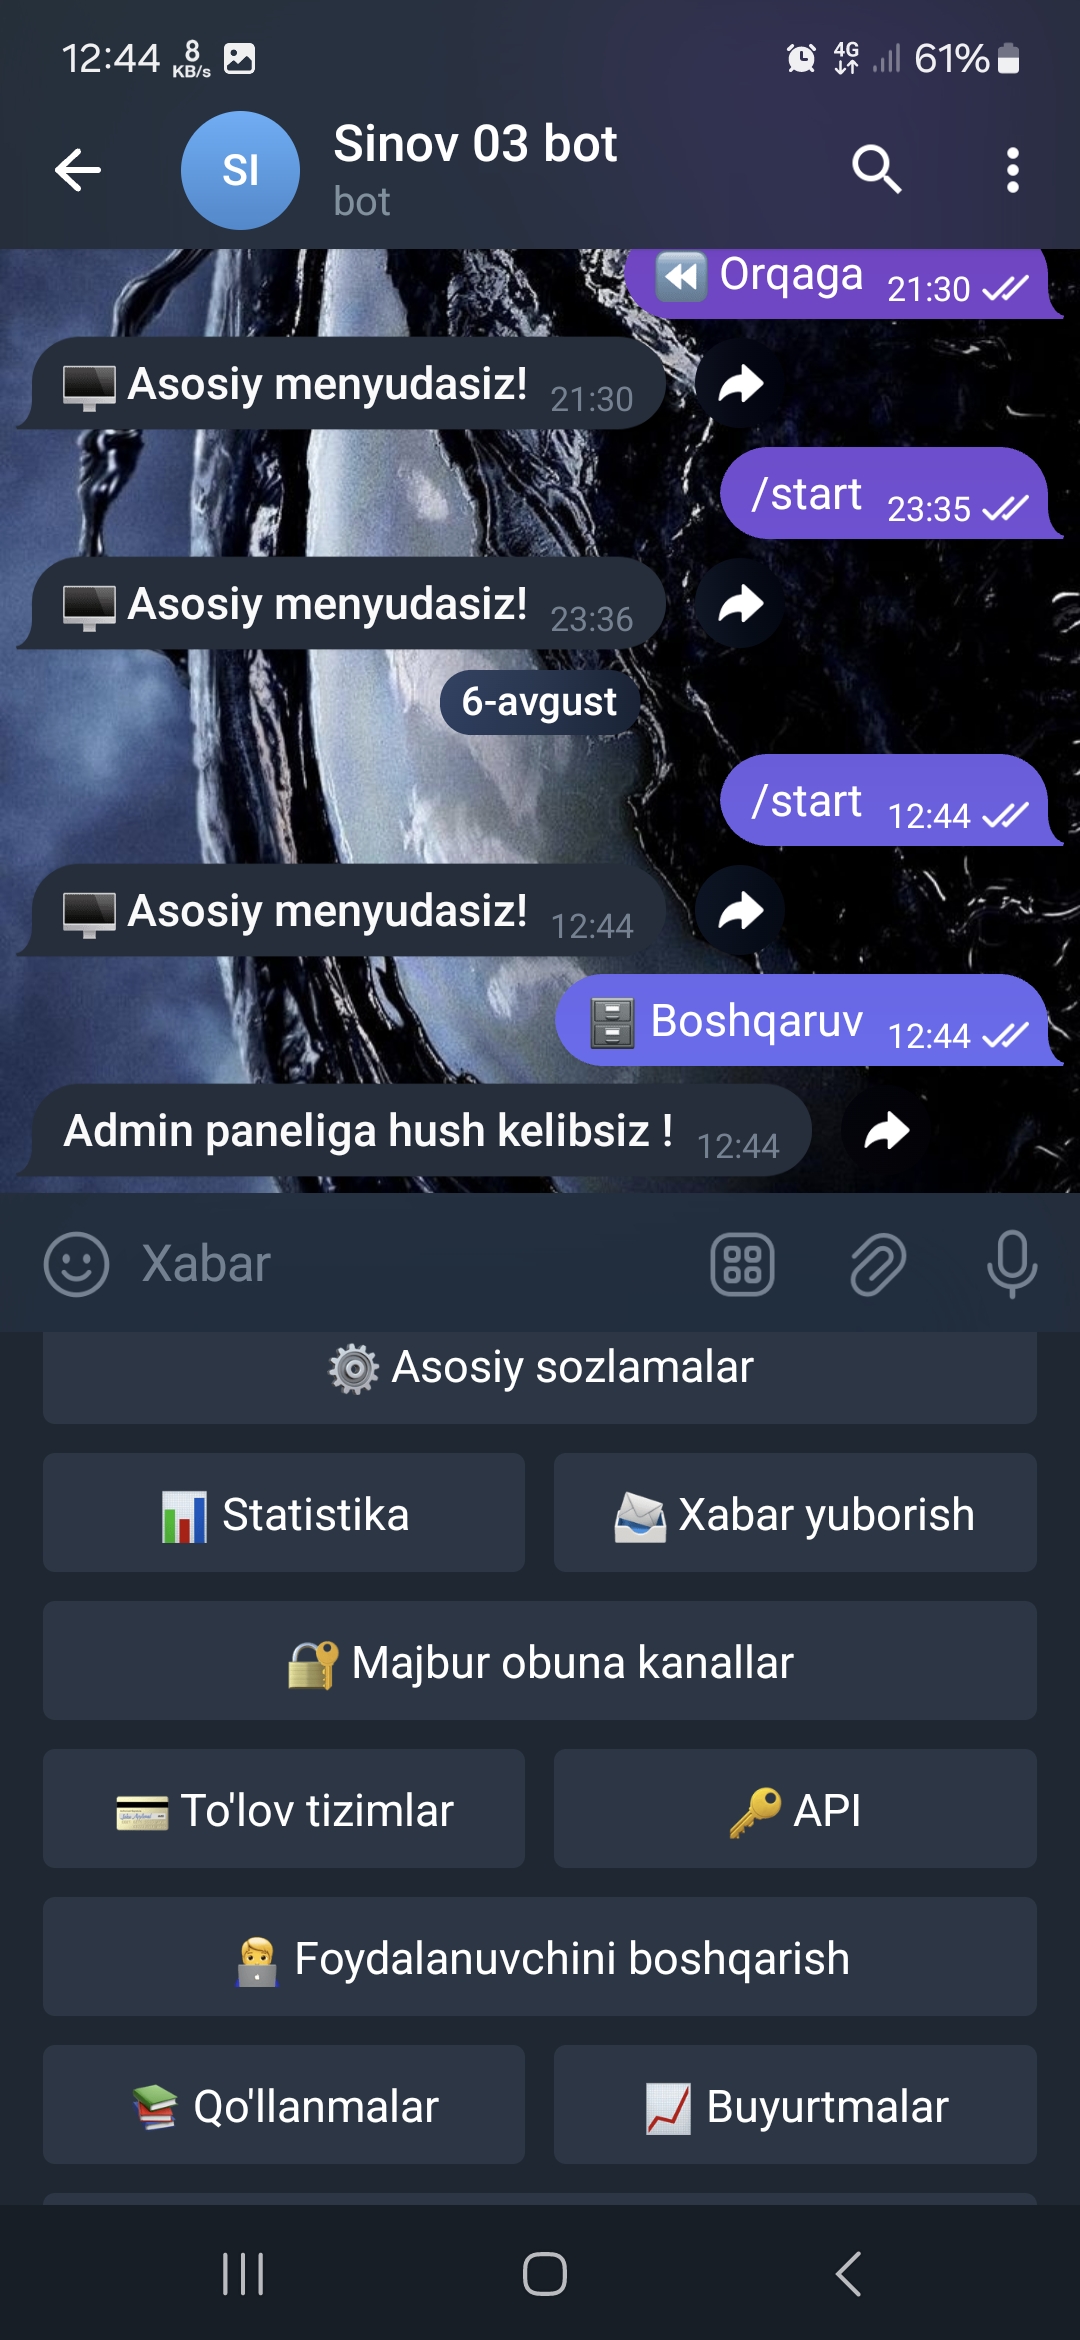 12:44 8 KB/s 4G 61%
SI Sinov 03 bot
bot
Orqaga 21:30
Asosiy menyudasiz! 21:30
/start 23:35
Asosiy menyudasiz! 23:36
6-avgust
/start 12:44
Asosiy menyudasiz! 12:44
Boshqaruv 12:44
Admin paneliga hush kelibsiz ! 12:44
Xabar
Asosiy sozlamalar
Statistika
Xabar yuborish
Majbur obuna kanallar
To'lov tizimlar
API
Foydalanuvchini boshqarish
Qo'llanmalar
Buyurtmalar